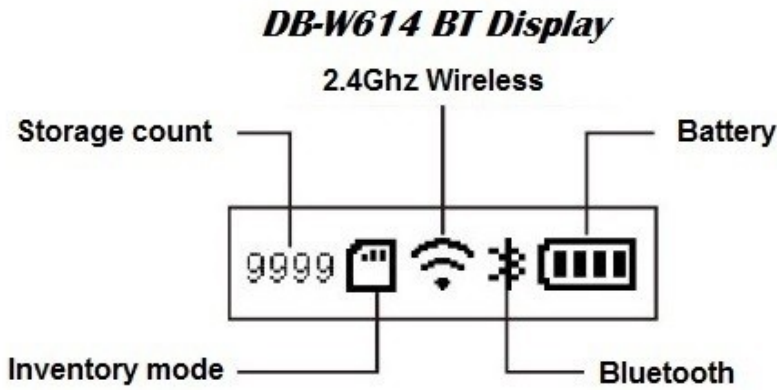 DB-W614 BT Display
2.4Ghz Wireless
Storage count
Battery
9999
Inventory mode
Bluetooth